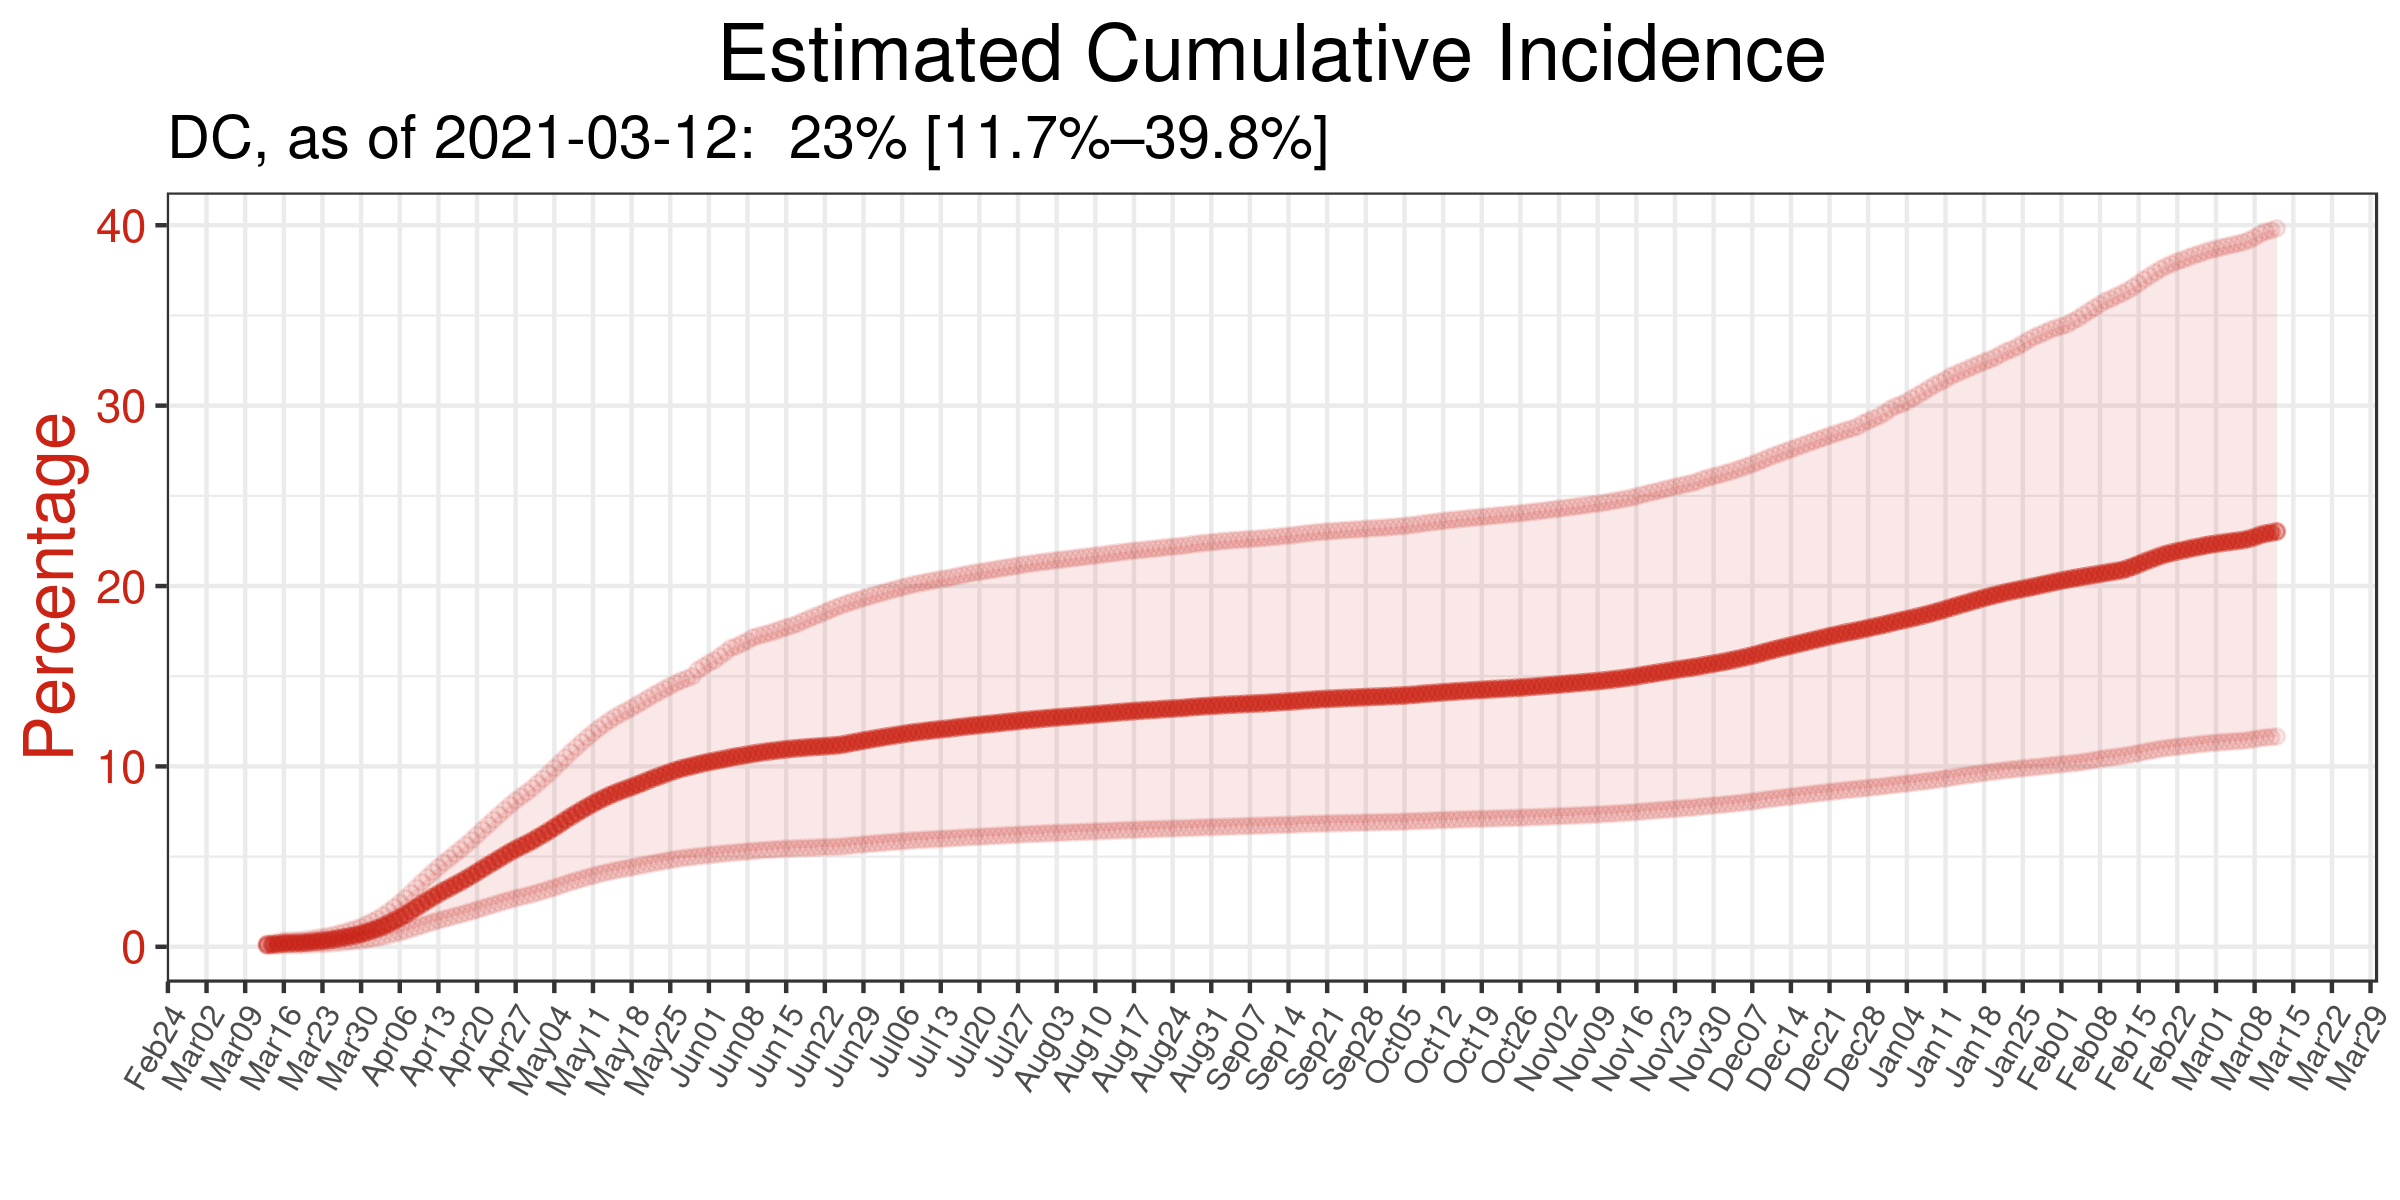 Estimated Cumulative Incidence
DC, as of 2021-03-12:  23% [11.7%–39.8%]
Percentage
40
30
20
10
0
Feb24
Mar02
Mar09
Mar16
Mar23
Mar30
Apr06
Apr13
Apr20
Apr27
May04
May11
May18
May25
Jun01
Jun08
Jun15
Jun22
Jun29
Jul06
Jul13
Jul20
Jul27
Aug03
Aug10
Aug17
Aug24
Aug31
Sep07
Sep14
Sep21
Sep28
Oct05
Oct12
Oct19
Oct26
Nov02
Nov09
Nov16
Nov23
Nov30
Dec07
Dec14
Dec21
Dec28
Jan04
Jan11
Jan18
Jan25
Feb01
Feb08
Feb15
Feb22
Mar01
Mar08
Mar15
Mar22
Mar29